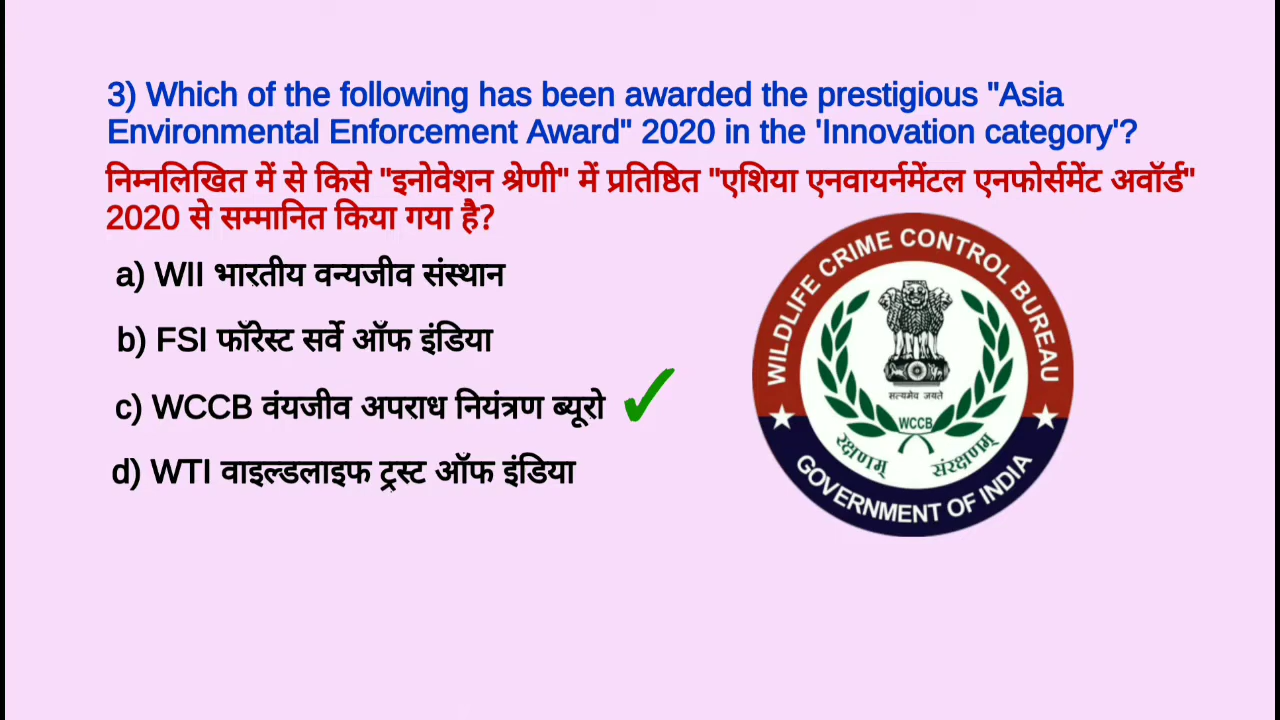 3) Which of the following has been awarded the prestigious "Asia
Environmental Enforcement Award" 2020 in the 'Innovation category'?
निम्नलिखित में से किसे "इनोवेशन श्रेणी" में प्रतिष्ठित "एशिया एनवायर्नमेंटल एनफोर्समेंट अवॉर्ड"
2020 से सम्मानित किया गया है?
a) WII भारतीय वन्यजीव संस्थान
b) FSI फॉरेस्ट सर्वे ऑफ इंडिया
c) WCCB वंयजीव अपराध नियंत्रण ब्यूरो
d) WTI वाइल्डलाइफ ट्रस्ट ऑफ इंडिया
WILDLIFE CRIME CONTROL BUREAU
सत्यमेव जयते
WCCB
रक्षणम् संरक्षणम्
GOVERNMENT OF INDIA